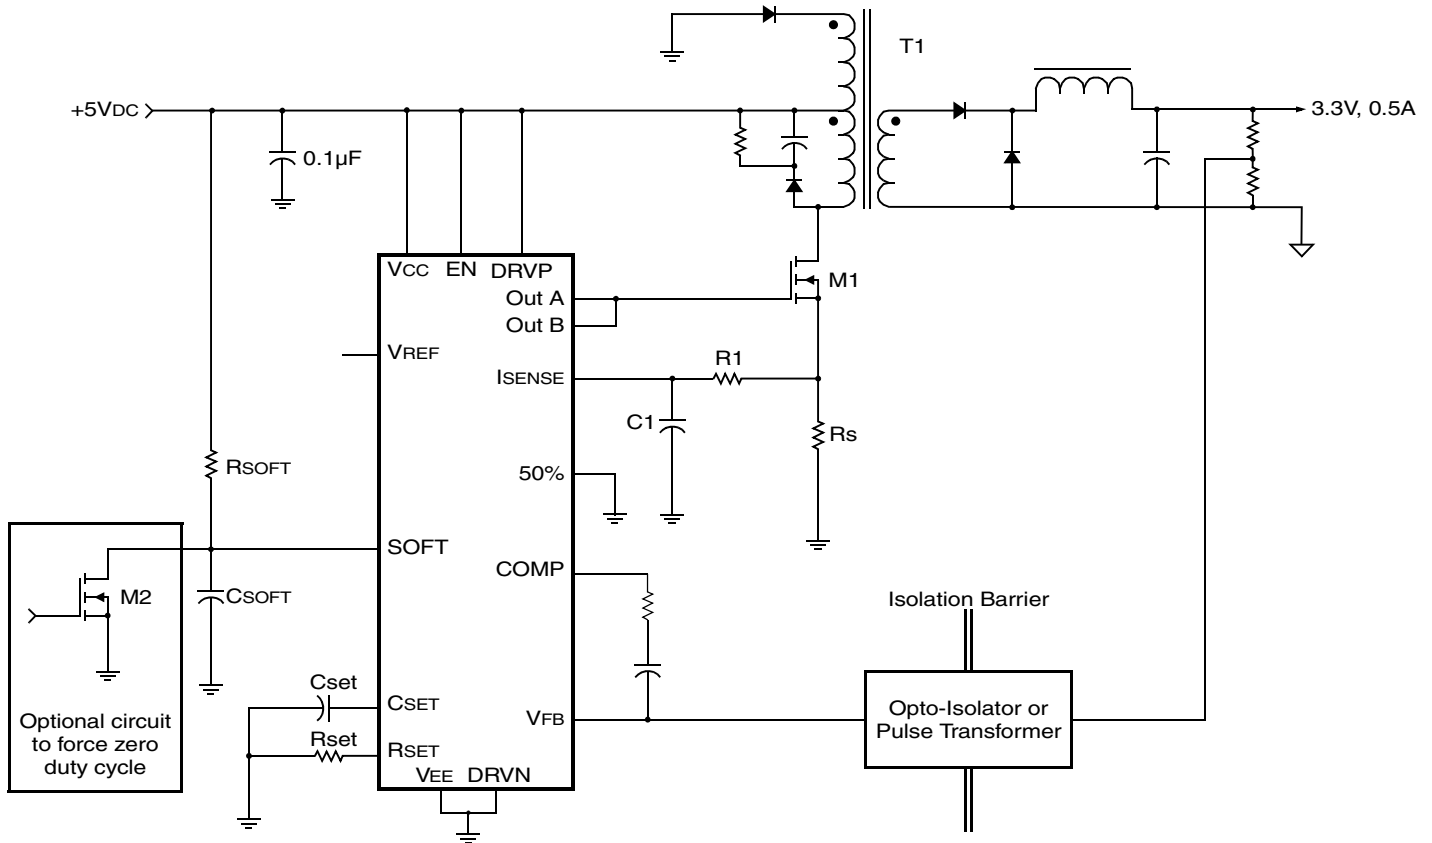 T1
+5VDC
3.3V, 0.5A
0.1µF
VCC EN DRVP
Out A
M1
Out B
VREF
R1
ISENSE
C1
Rs
RSOFT
50%
SOFT
COMP
M2
CSOFT
Isolation Barrier
Cset
CSET
Optional circuit
to force zero
duty cycle
VFB
Opto-Isolator or
Pulse Transformer
Rset
RSET
VEE DRVN